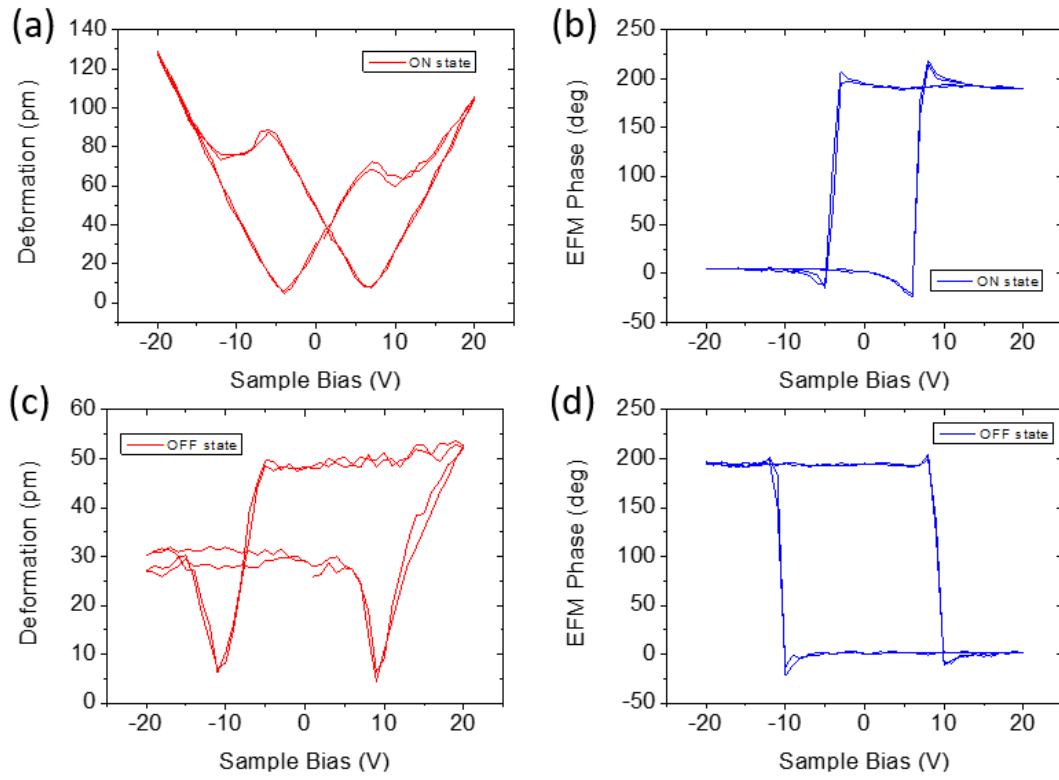 (a)
140
120
100
80
60
40
20
0
-20 -10 0 10 20
Deformation (pm)
Sample Bias (V)
ON state
(b)
250
200
150
100
50
0
-50
-20 -10 0 10 20
EFM Phase (deg)
Sample Bias (V)
ON state
(c)
60
50
40
30
20
10
0
-20 -10 0 10 20
Deformation (pm)
Sample Bias (V)
OFF state
(d)
250
200
150
100
50
0
-50
-20 -10 0 10 20
EFM Phase (deg)
Sample Bias (V)
OFF state